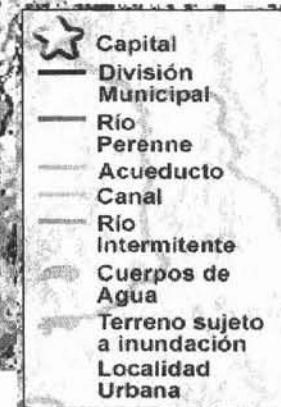 Capital
División
Municipal
Río
Perenne
Acueducto
Canal
Río
Intermitente
Cuerpos de
Agua
Terreno sujeto
a inundación
Localidad
Urbana